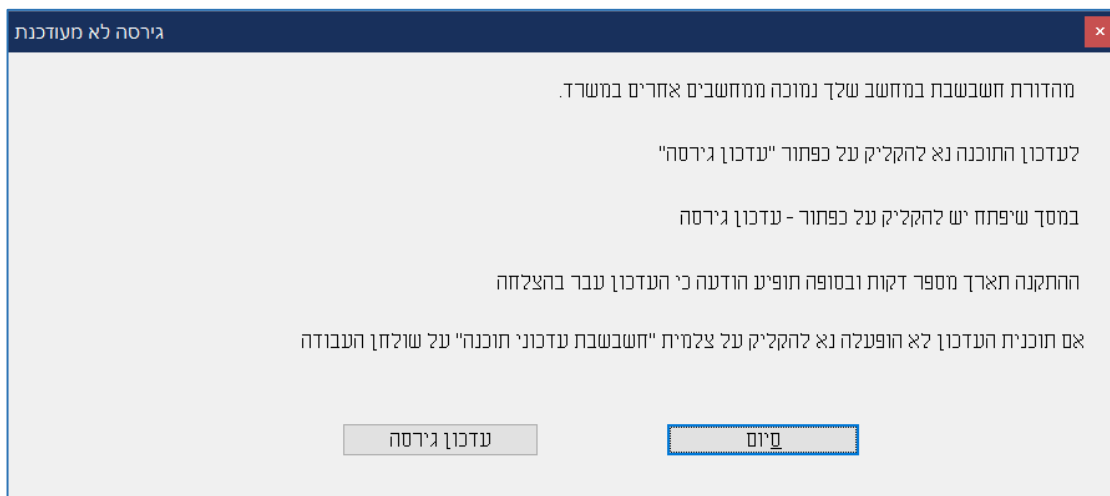 גירסה לא מעודכנת
מהדורת חשבשבת במחשב שלך נמוכה ממחשבים אחרים במשרד.
לעדכון התוכנה נא להקליק על כפתור "עדכון גירסה"
במסך שיפתח יש להקליק על כפתור - עדכון גירסה
ההתקנה תארך מספר דקות ובסופה תופיע הודעה כי העדכון עבר בהצלחה
אם תוכנית העדכון לא הופעלה נא להקליק על צלמית "חשבשבת עדכוני תוכנה" על שולחן העבודה
סיום
עדכון גירסה